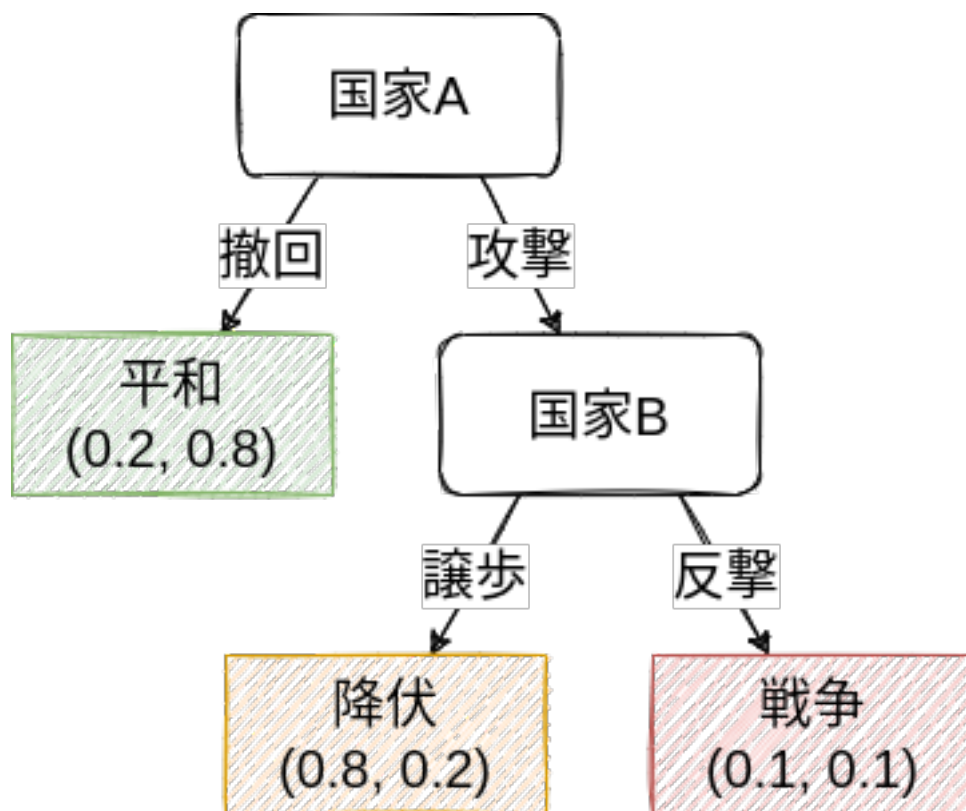 国家A
撤回
攻撃
平和
(0.2, 0.8)
国家B
譲歩
反撃
降伏
(0.8, 0.2)
戦争
(0.1, 0.1)